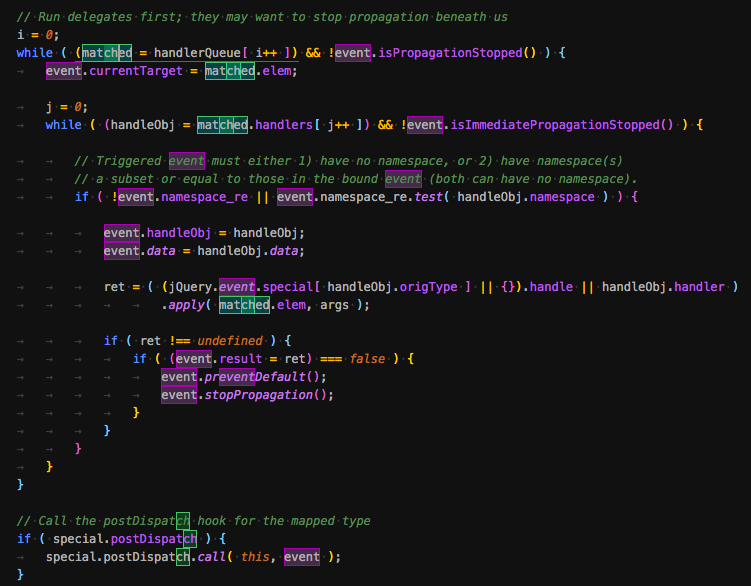 // Run delegates first; they may want to stop propagation beneath us
i = 0;
while ( (matched = handlerQueue[ i++ ]) && !event.isPropagationStopped() ) {
event.currentTarget = matched.elem;
j = 0;
while ( (handleObj = matched.handlers[ j++ ]) && !event.isImmediatePropagationStopped() ) {
// Triggered event must either 1) have no namespace, or 2) have namespace(s)
// a subset or equal to those in the bound event (both can have no namespace).
if ( !event.namespace_re || event.namespace_re.test( handleObj.namespace ) ) {
event.handleObj = handleObj;
event.data = handleObj.data;
ret = ( (jQuery.event.special[ handleObj.origType ] || {}).handle || handleObj.handler )
.apply( matched.elem, args );
if ( ret !== undefined ) {
if ( (event.result = ret) === false ) {
event.preventDefault();
event.stopPropagation();
}
}
}
}
}
// Call the postDispatch hook for the mapped type
if ( special.postDispatch ) {
special.postDispatch.call( this, event );
}